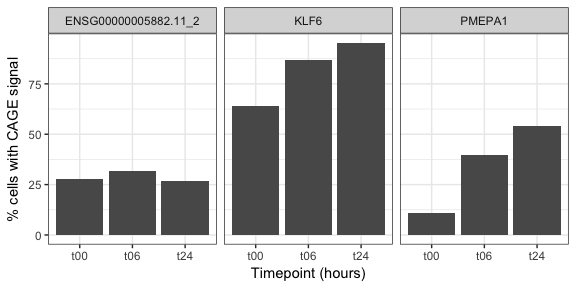 ENSG00000005882.11_2
KLF6
PMEPA1
% cells with CAGE signal
75
50
25
0
t00 t06 t24
t00 t06 t24
t00 t06 t24
Timepoint (hours)